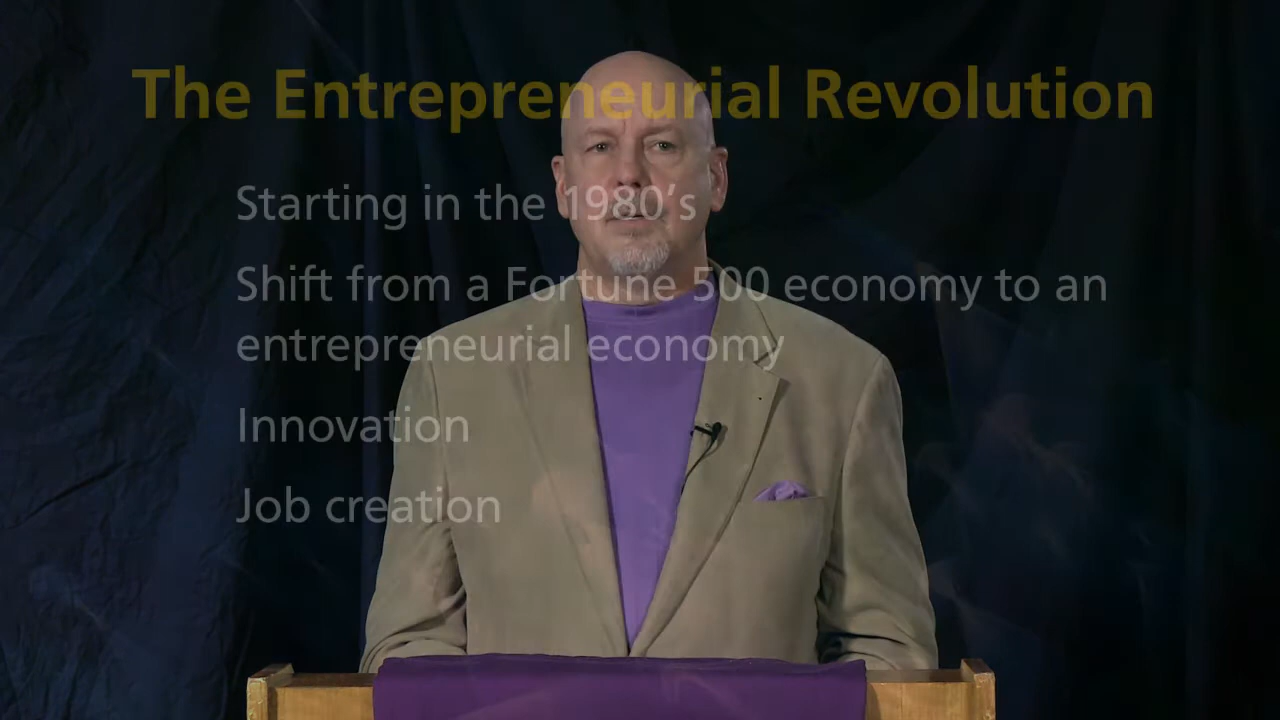 The Entrepreneurial Revolution
Starting in the 1980’s
Shift from a Fortune 500 economy to an
entrepreneurial economy
Innovation
Job creation